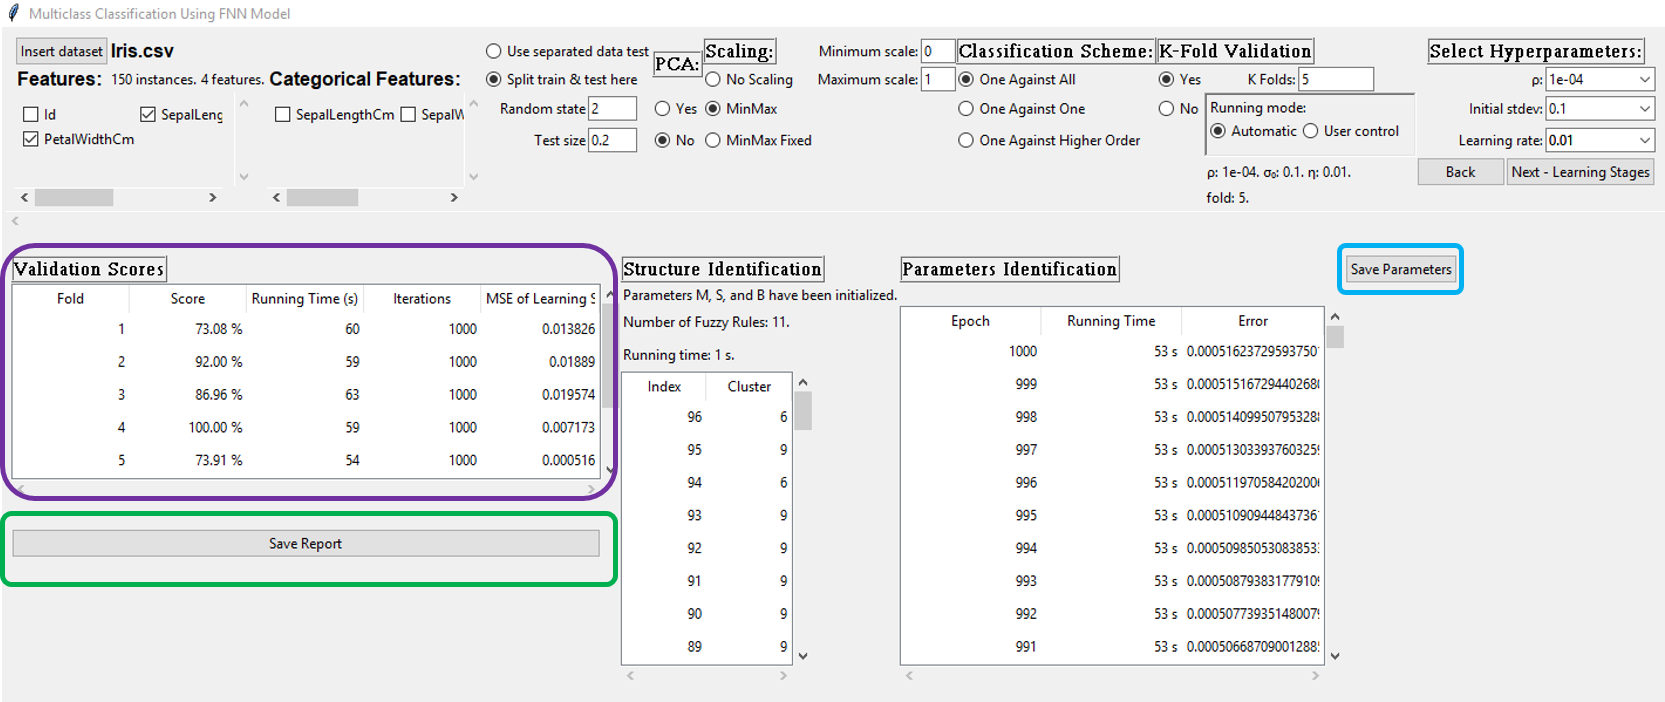 Multiclass Classification Using FNN Model
Insert dataset Iris.csv
Features: 150 instances. 4 features. Categorical Features:
Id SepalLeng
PetalWidthCm
SepalLengthCm SepalW
Use separated data test
Split train & test here
Random state 2
Test size 0.2
PCA:
Yes
No
Scaling:
No Scaling
MinMax
MinMax Fixed
Minimum scale: 0
Maximum scale: 1
Classification Scheme:
One Against All
One Against One
One Against Higher Order
K-Fold Validation
Yes K Folds: 5
No
Running mode:
Automatic User control
ρ: 1e-04. σ₀: 0.1. η: 0.01.
fold: 5.
Select Hyperparameters:
ρ: 1e-04
Initial stdev: 0.1
Learning rate: 0.01
Back Next - Learning Stages
Validation Scores
Fold Score Running Time (s) Iterations MSE of Learning S
1 73.08 % 60 1000 0.013826
2 92.00 % 59 1000 0.01889
3 86.96 % 63 1000 0.019574
4 100.00 % 59 1000 0.007173
5 73.91 % 54 1000 0.000516
Save Report
Structure Identification
Parameters M, S, and B have been initialized.
Number of Fuzzy Rules: 11.
Running time: 1 s.
Index Cluster
96 6
95 9
94 6
93 9
92 9
91 9
90 9
89 9
Parameters Identification
Epoch Running Time Error
1000 53 s 0.00051623729593750
999 53 s 0.00051516729440268
998 53 s 0.00051409950795328
997 53 s 0.00051303393760325
996 53 s 0.00051197058420200
995 53 s 0.00051090944843736
994 53 s 0.00050985053083853
993 53 s 0.00050879383177910
992 53 s 0.00050773935148007
991 53 s 0.00050668709001288
Save Parameters